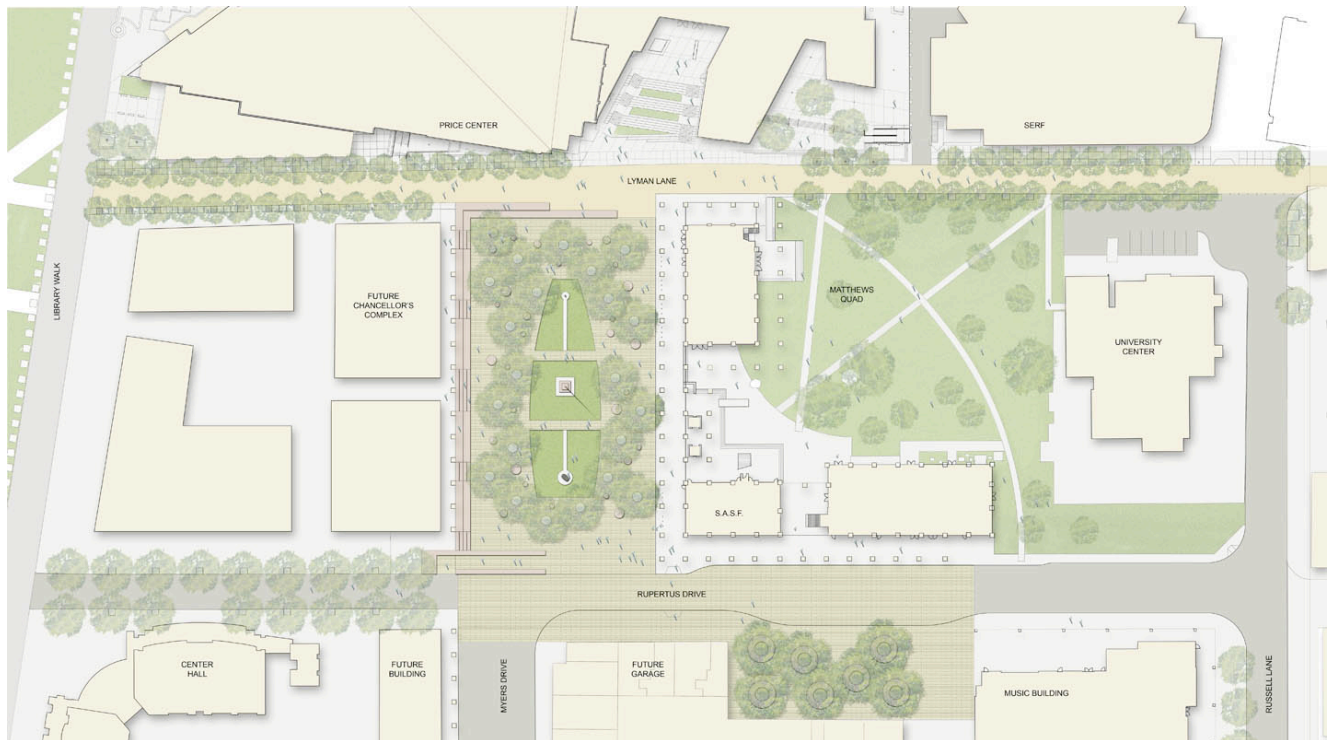 PRICE CENTER
SERF
LYMAN LANE
LIBRARY WALK
FUTURE
CHANCELLOR'S
COMPLEX
MATTHEWS
QUAD
UNIVERSITY
CENTER
S.A.S.F.
RUPERTUS DRIVE
CENTER
HALL
FUTURE
BUILDING
MYERS DRIVE
FUTURE
GARAGE
MUSIC BUILDING
RUSSELL LANE